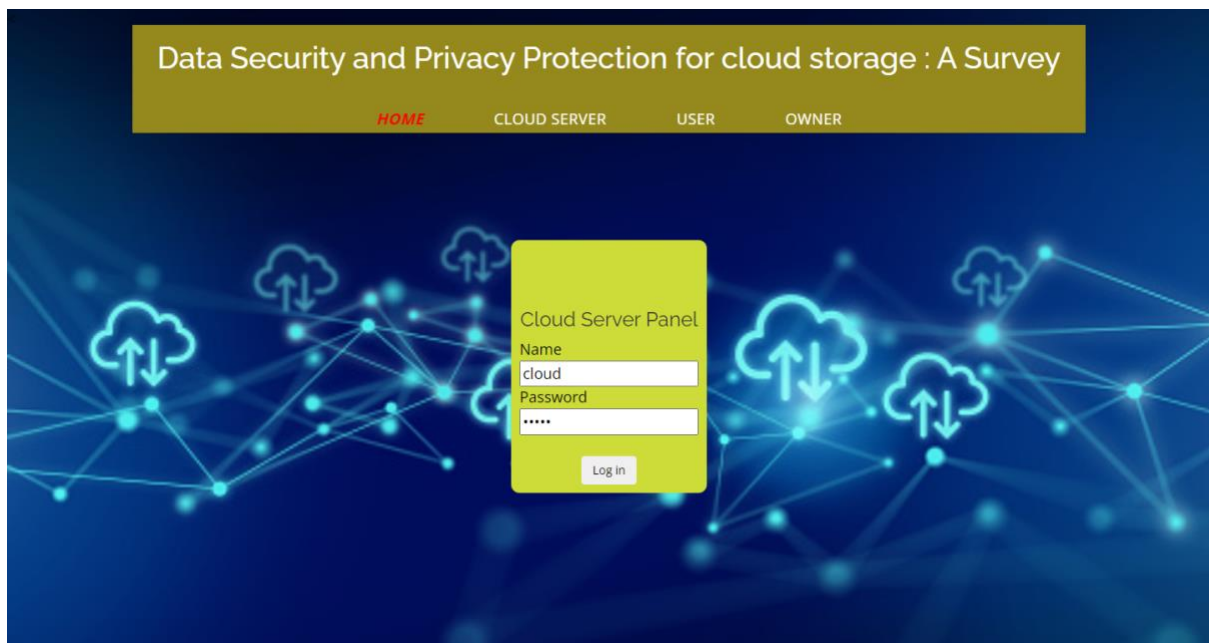 Data Security and Privacy Protection for cloud storage : A Survey
HOME CLOUD SERVER USER OWNER
Cloud Server Panel
Name
cloud
Password
•••••
Log in